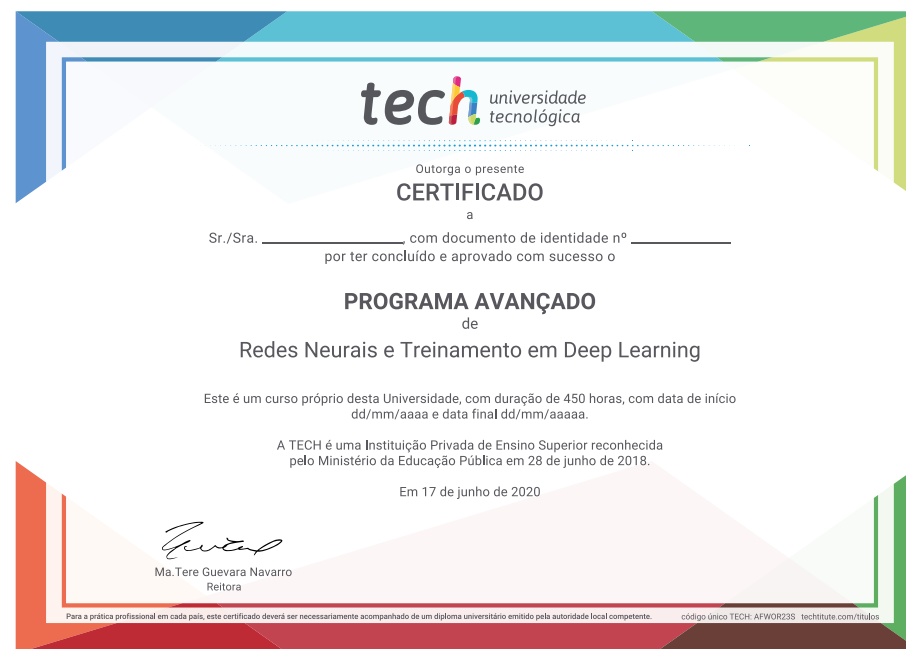 tech universidade
tecnológica
Outorga o presente
CERTIFICADO
a
Sr./Sra. ____________________, com documento de identidade nº ______________
por ter concluído e aprovado com sucesso o
PROGRAMA AVANÇADO
de
Redes Neurais e Treinamento em Deep Learning
Este é um curso próprio desta Universidade, com duração de 450 horas, com data de início
dd/mm/aaaa e data final dd/mm/aaaaa.
A TECH é uma Instituição Privada de Ensino Superior reconhecida
pelo Ministério da Educação Pública em 28 de junho de 2018.
Em 17 de junho de 2020
Ma.Tere Guevara Navarro
Reitora
Para a prática profissional em cada país, este certificado deverá ser necessariamente acompanhado de um diploma universitário emitido pela autoridade local competente. código único TECH: AFWOR23S techtitute.com/titulos